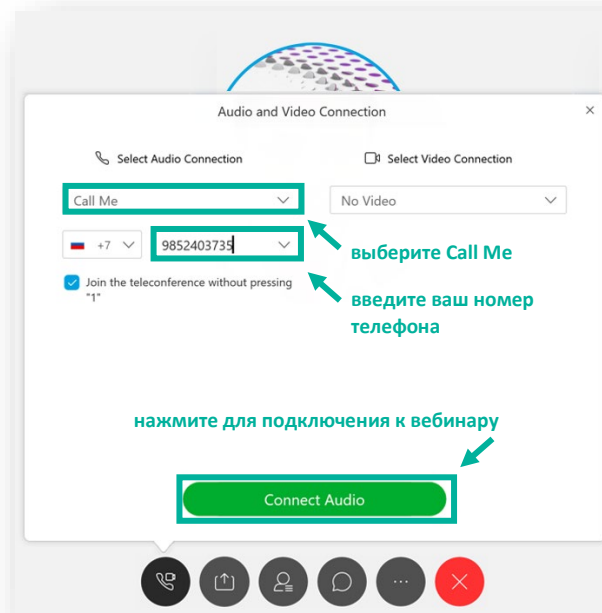 Audio and Video Connection
Select Audio Connection
Select Video Connection
Call Me
No Video
+7
9852403735
выберите Call Me
Join the teleconference without pressing
"1"
введите ваш номер
телефона
нажмите для подключения к вебинару
Connect Audio